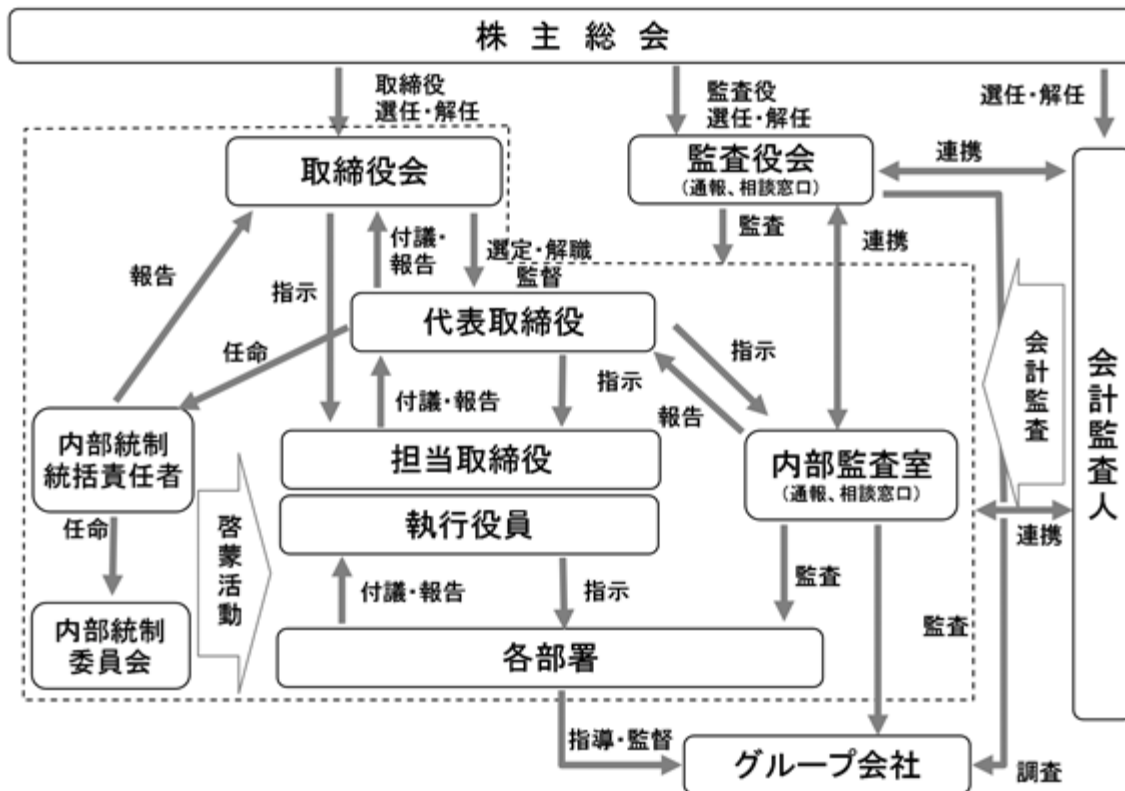 株主総会
取締役
選任・解任
監査役
選任・解任
選任・解任
取締役会
監査役会
(通報、相談窓口)
連携
報告
指示
付議・
報告
選定・解職
監督
監査
連携
代表取締役
任命
付議・報告
指示
指示
報告
会計監査
会計監査人
内部統制
統括責任者
担当取締役
執行役員
内部監査室
(通報、相談窓口)
連携
任命
啓蒙活動
付議・報告
指示
監査
監査
内部統制
委員会
各部署
指導・監督
グループ会社
調査